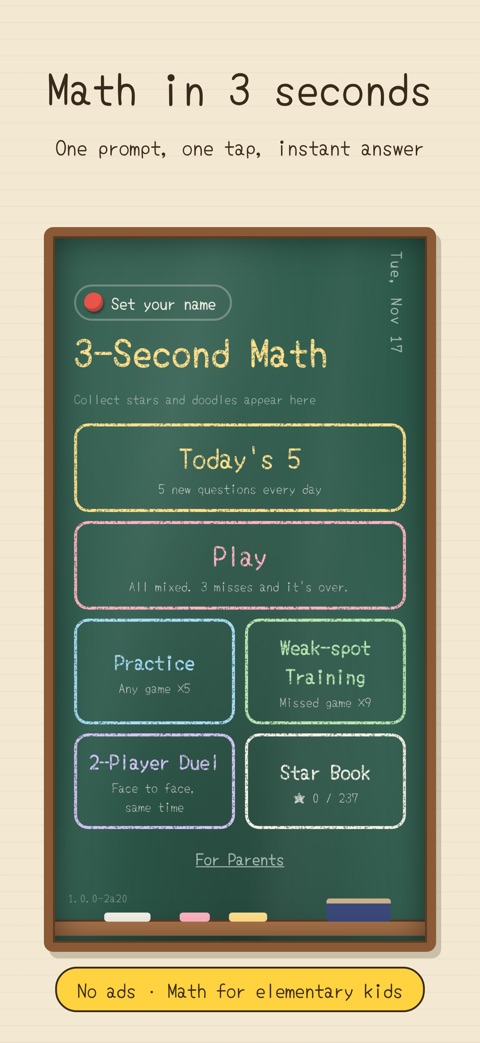 Math in 3 seconds
One prompt, one tap, instant answer
Tue, Nov 17
Set your name
3-Second Math
Collect stars and doodles appear here
Today's 5
5 new questions every day
Play
All mixed. 3 misses and it's over.
Practice
Any game ×5
Weak-spot
Training
Missed game ×9
2-Player Duel
Face to face,
same time
Star Book
★ 0 / 237
For Parents
1.0.0-2a20
No ads · Math for elementary kids